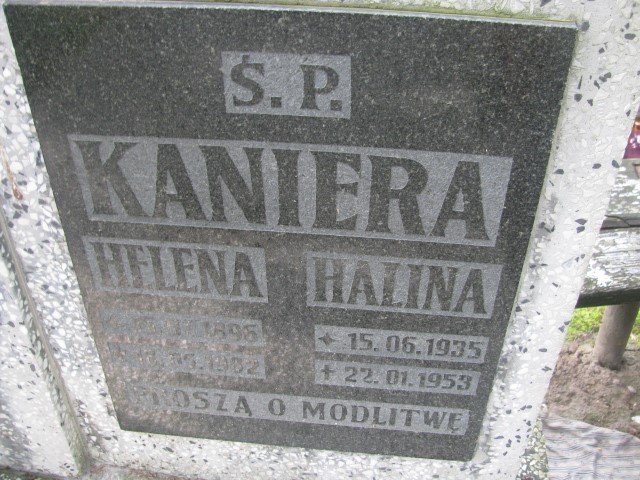 Ś. P.
KANIERA
HELENA HALINA
15.06.1935
+ 22.01.1953
PROSZĄ O MODLITWĘ